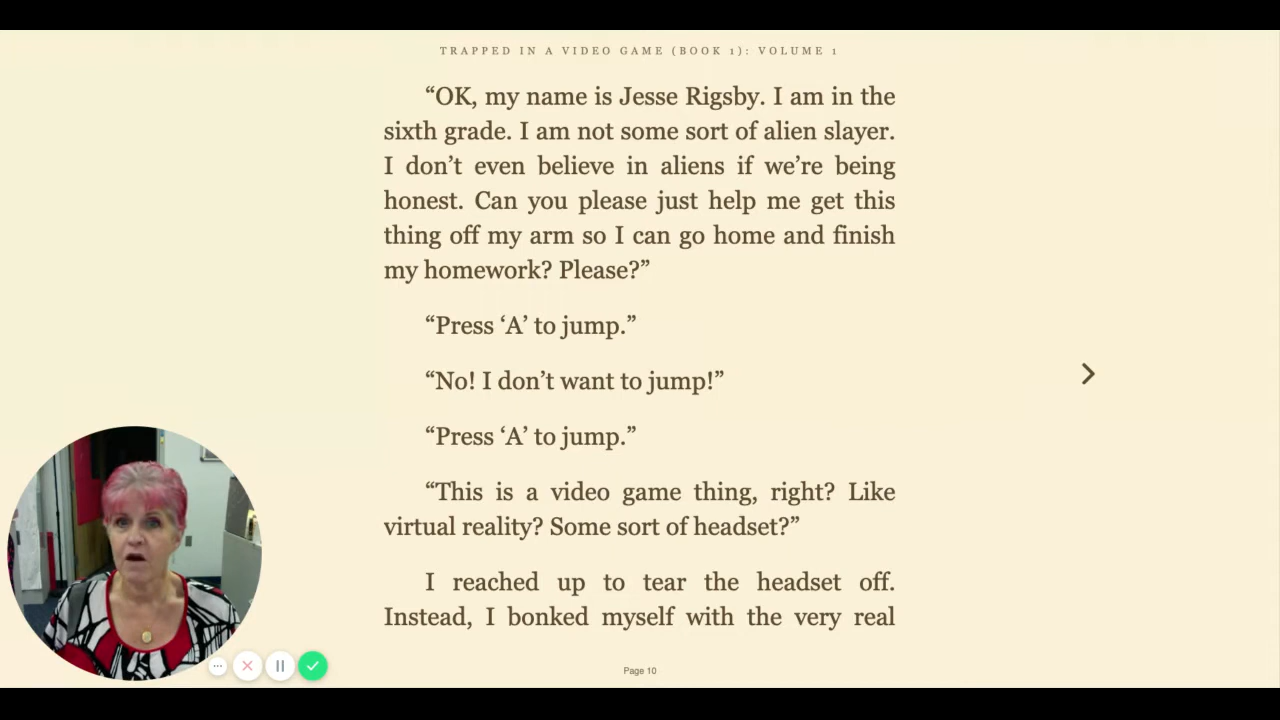 TRAPPED IN A VIDEO GAME (BOOK 1): VOLUME 1
“OK, my name is Jesse Rigsby. I am in the
sixth grade. I am not some sort of alien slayer.
I don’t even believe in aliens if we’re being
honest. Can you please just help me get this
thing off my arm so I can go home and finish
my homework? Please?”
“Press ‘A’ to jump.”
“No! I don’t want to jump!”
“Press ‘A’ to jump.”
“This is a video game thing, right? Like
virtual reality? Some sort of headset?”
I reached up to tear the headset off.
Instead, I bonked myself with the very real
Page 10